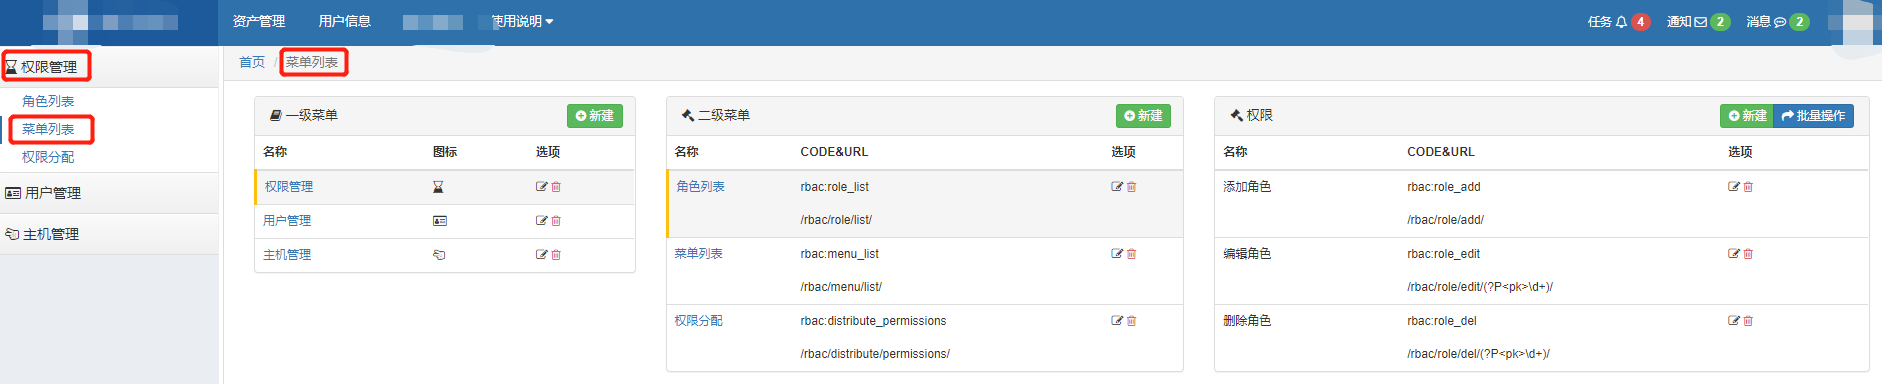 资产管理 用户信息 使用说明 任务 4 通知 2 消息 2
权限管理
角色列表
菜单列表
权限分配
用户管理
主机管理
首页 / 菜单列表
一级菜单 新建
名称 图标 选项
权限管理
用户管理
主机管理
二级菜单 新建
名称 CODE&URL 选项
角色列表 rbac:role_list
/rbac/role/list/
菜单列表 rbac:menu_list
/rbac/menu/list/
权限分配 rbac:distribute_permissions
/rbac/distribute/permissions/
权限 新建 批量操作
名称 CODE&URL 选项
添加角色 rbac:role_add
/rbac/role/add/
编辑角色 rbac:role_edit
/rbac/role/edit/(?P<pk>\d+)/
删除角色 rbac:role_del
/rbac/role/del/(?P<pk>\d+)/